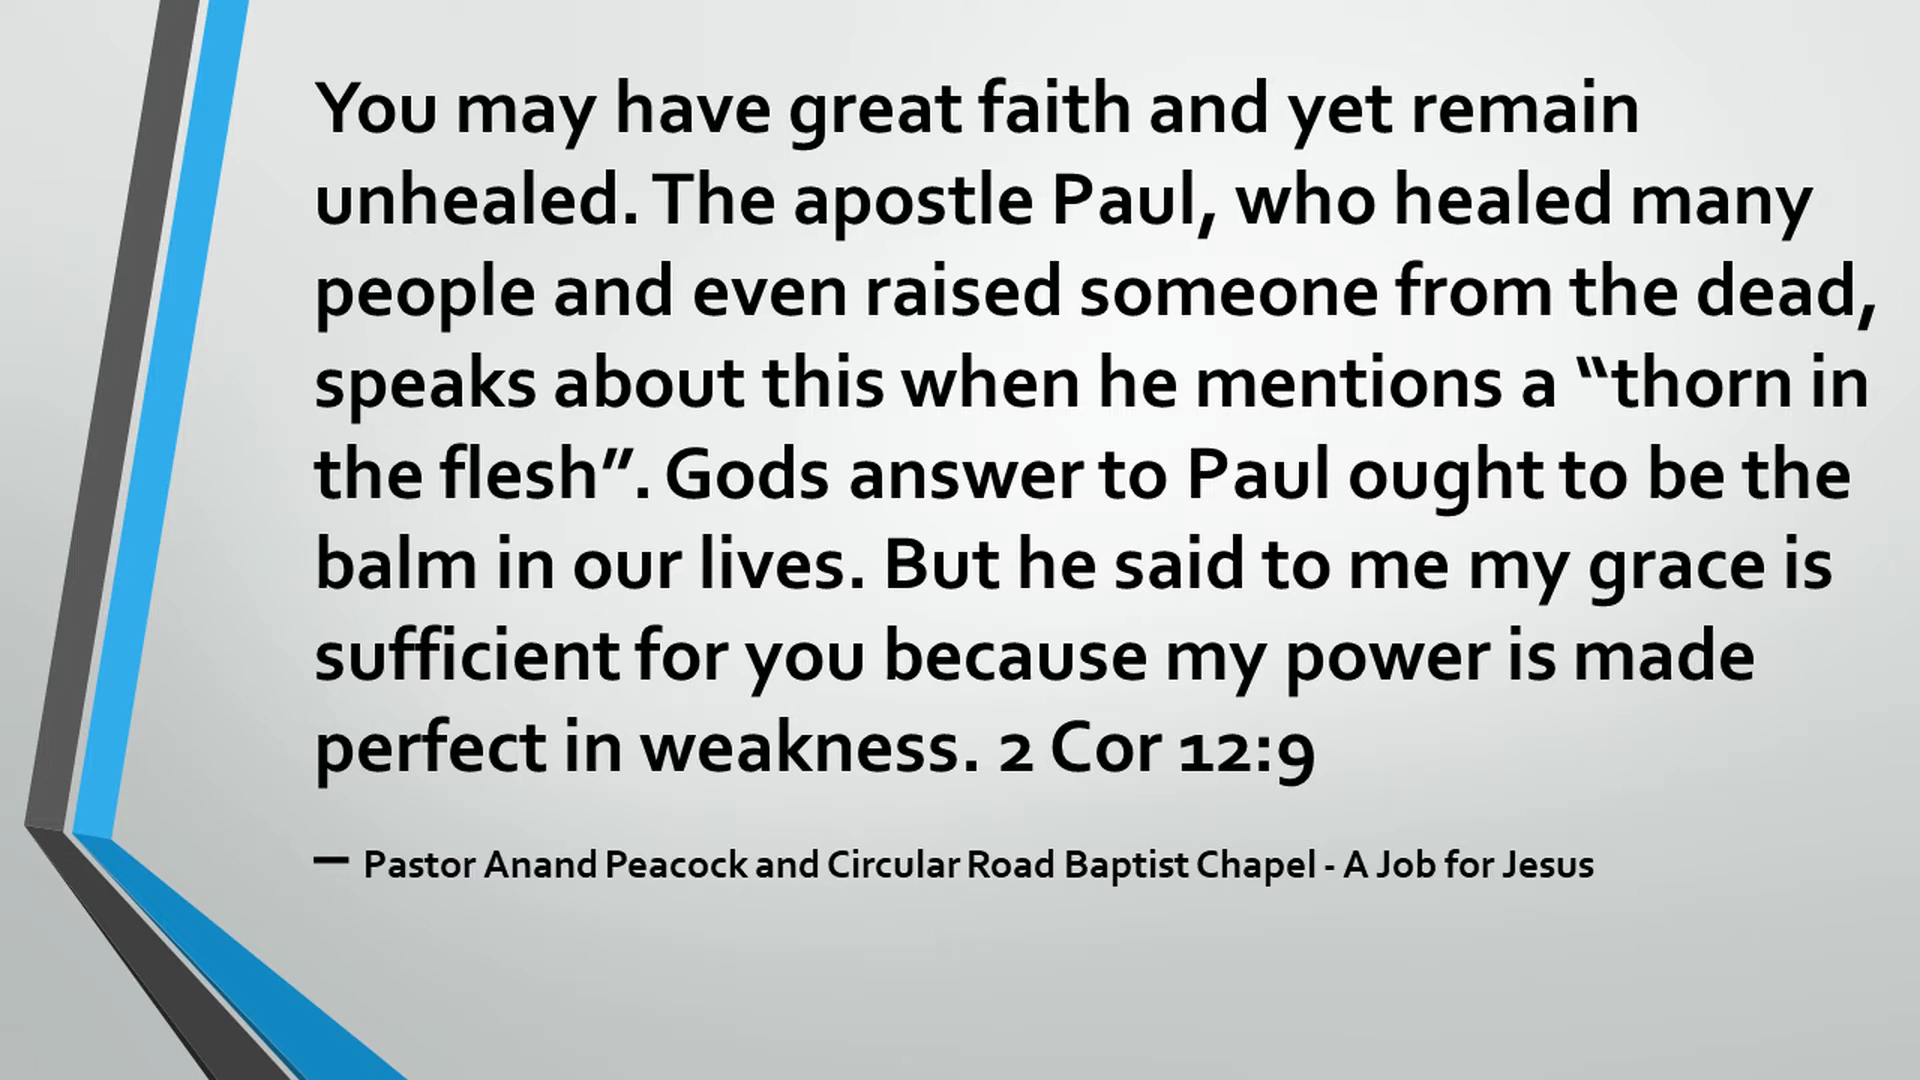 You may have great faith and yet remain
unhealed. The apostle Paul, who healed many
people and even raised someone from the dead,
speaks about this when he mentions a “thorn in
the flesh”. Gods answer to Paul ought to be the
balm in our lives. But he said to me my grace is
sufficient for you because my power is made
perfect in weakness. 2 Cor 12:9
– Pastor Anand Peacock and Circular Road Baptist Chapel - A Job for Jesus